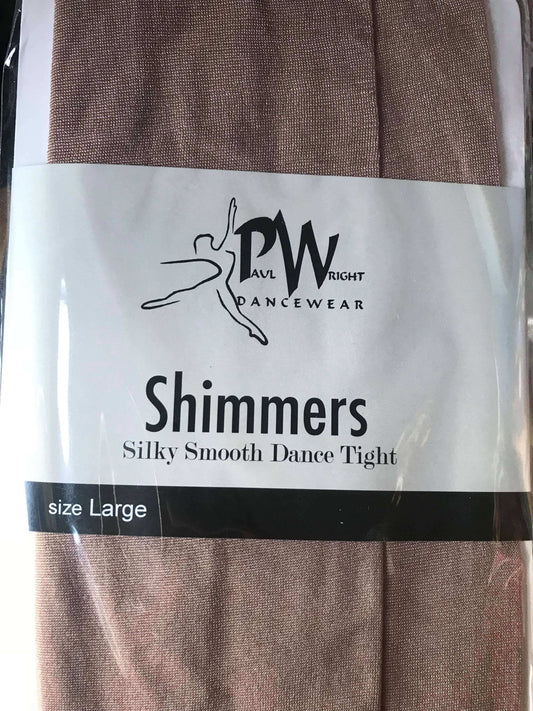 PAUL WRIGHT
DANCEWEAR
Shimmers
Silky Smooth Dance Tight
size Large